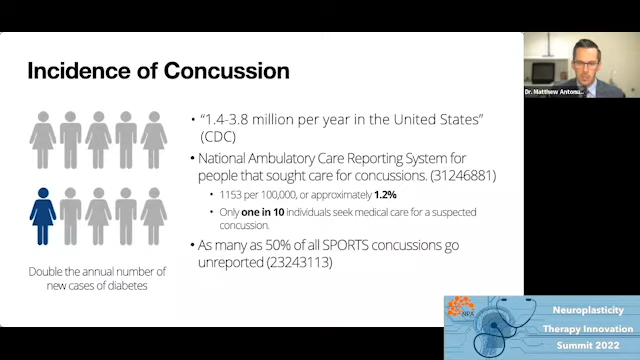 Incidence of Concussion
• "1.4-3.8 million per year in the United States"
(CDC)
• National Ambulatory Care Reporting System for
people that sought care for concussions. (31246881)
• 1153 per 100,000, or approximately 1.2%
• Only one in 10 individuals seek medical care for a suspected
concussion.
• As many as 50% of all SPORTS concussions go
unreported (23243113)
Double the annual number of
new cases of diabetes
Dr. Matthew Antonu...
NPA
Neuroplasticity
Therapy Innovation
Summit 2022